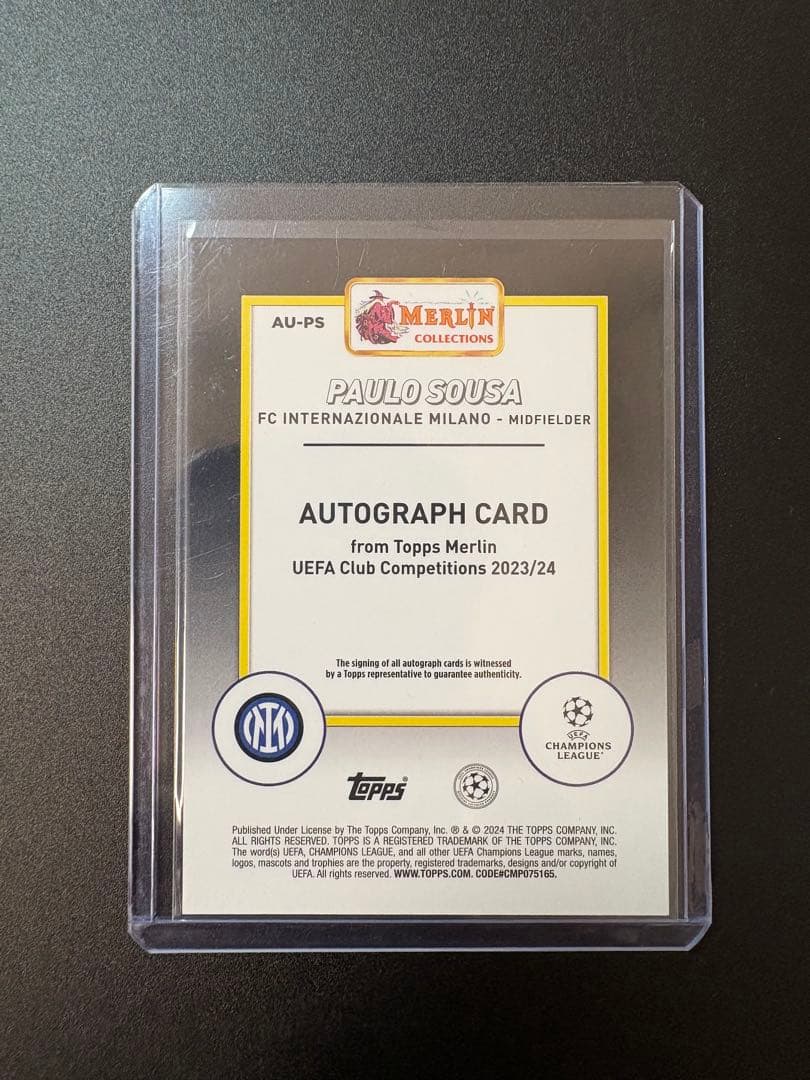 AU-PS
MERLIN
COLLECTIONS
PAULO SOUSA
FC INTERNAZIONALE MILANO - MIDFIELDER
AUTOGRAPH CARD
from Topps Merlin
UEFA Club Competitions 2023/24
The signing of all autograph cards is witnessed
by a Topps representative to guarantee authenticity.
UEFA
CHAMPIONS
LEAGUE®
topps®
Published Under License by The Topps Company, Inc. ® & © 2024 THE TOPPS COMPANY, INC.
ALL RIGHTS RESERVED. TOPPS IS A REGISTERED TRADEMARK OF THE TOPPS COMPANY, INC.
The word(s) UEFA, CHAMPIONS LEAGUE, and all other UEFA Champions League marks, names,
logos, mascots and trophies are the property, registered trademarks, designs and/or copyright of
UEFA. All rights reserved. WWW.TOPPS.COM. CODE#CMP075165.